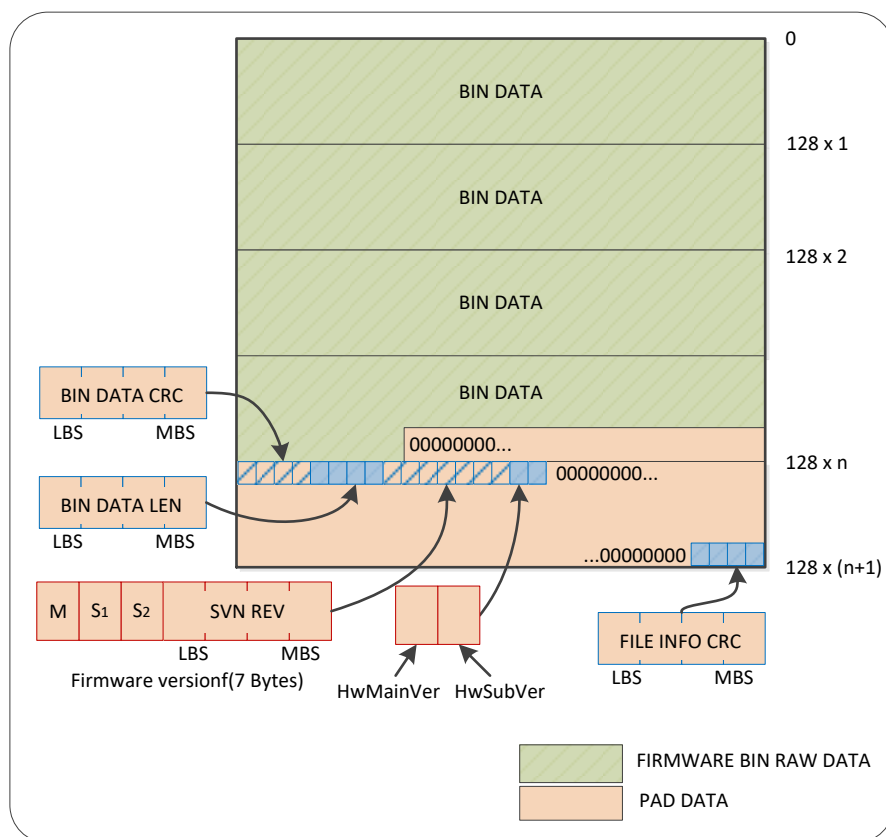 0
BIN DATA
128 x 1
BIN DATA
128 x 2
BIN DATA
BIN DATA
BIN DATA CRC
LBS MBS
00000000...
128 x n
00000000...
BIN DATA LEN
LBS MBS
...00000000
128 x (n+1)
M S1 S2 SVN REV
LBS MBS
Firmware versionf(7 Bytes)
HwMainVer HwSubVer
FILE INFO CRC
LBS MBS
FIRMWARE BIN RAW DATA
PAD DATA